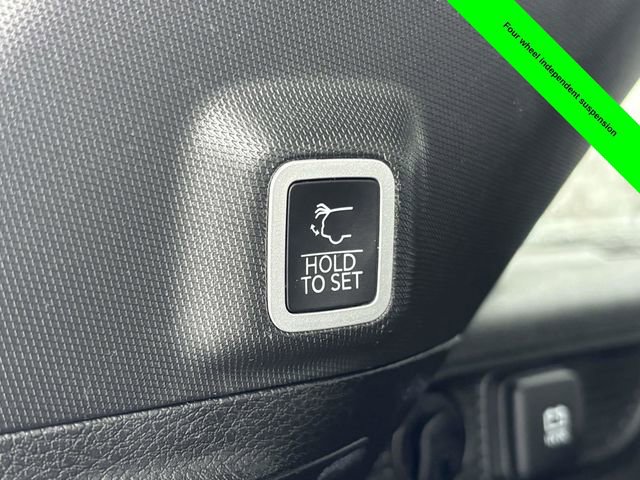 Four wheel independent suspension
HOLD
TO SET